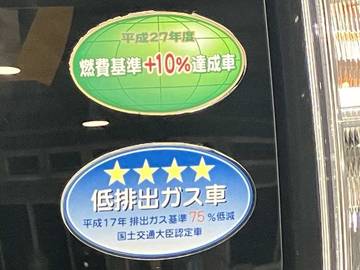 平成27年度
燃費基準+10%達成車
★★★★
低排出ガス車
平成17年 排出ガス基準 75%低減
国土交通大臣認定車